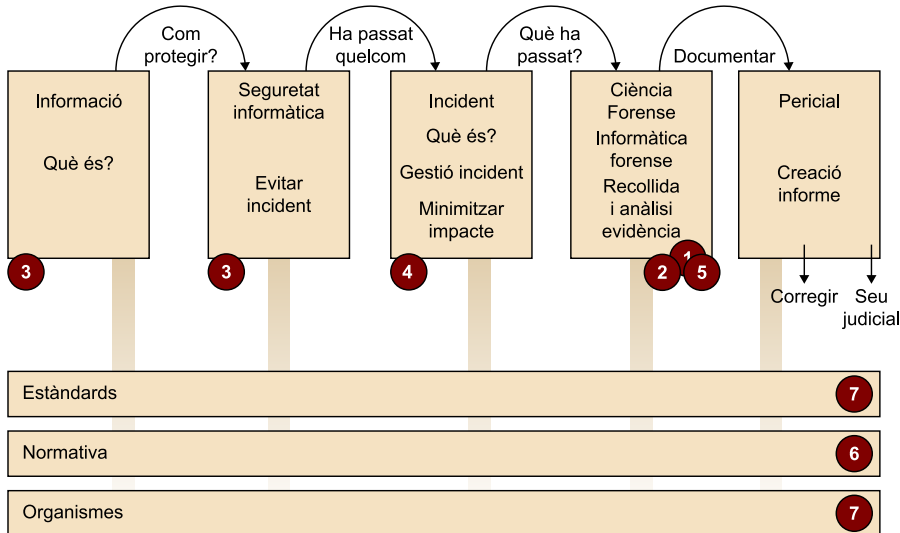 Com
protegir?
Ha passat
quelcom
Què ha
passat?
Documentar
Informació
Què és?
3
Seguretat
informàtica
Evitar
incident
3
Incident
Què és?
Gestió incident
Minimitzar
impacte
4
Ciència
Forense
Informàtica
forense
Recollida
i anàlisi
evidència
1
2
5
Pericial
Creació
informe
Corregir
Seu
judicial
Estàndards
7
Normativa
6
Organismes
7